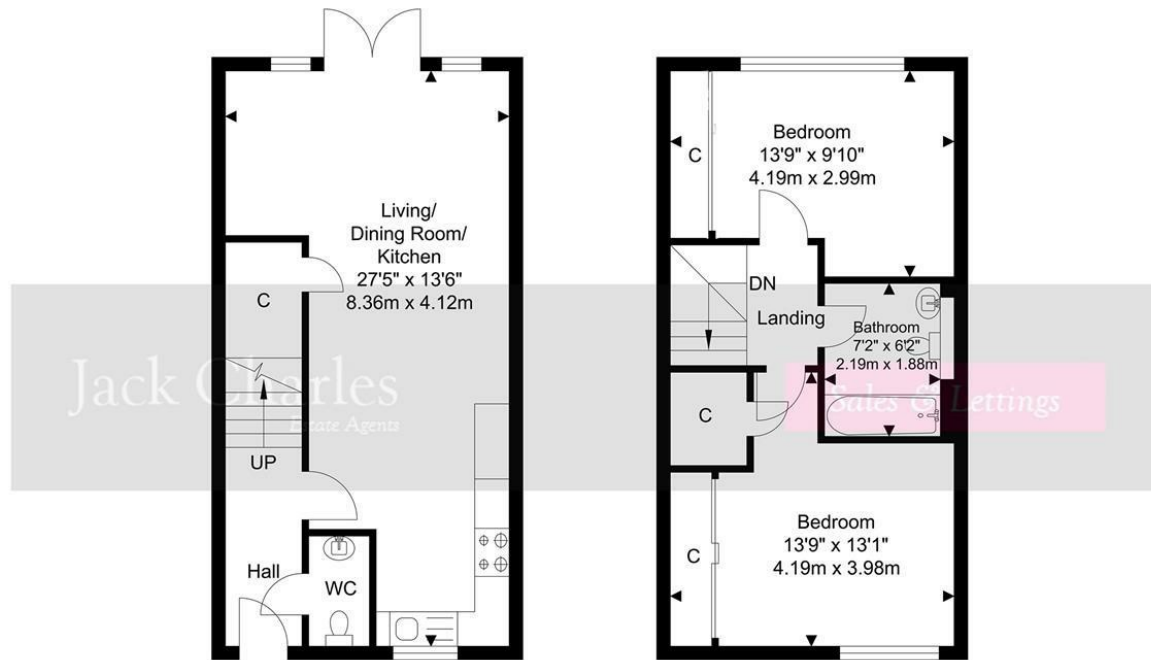 Living/
Dining Room/
Kitchen
27'5" x 13'6"
8.36m x 4.12m
C
UP
Hall
WC
Bedroom
13'9" x 9'10"
4.19m x 2.99m
C
DN
Landing
Bathroom
7'2" x 6'2"
2.19m x 1.88m
C
Bedroom
13'9" x 13'1"
4.19m x 3.98m
C
Jack Charles
Estate Agents
Sales & Lettings